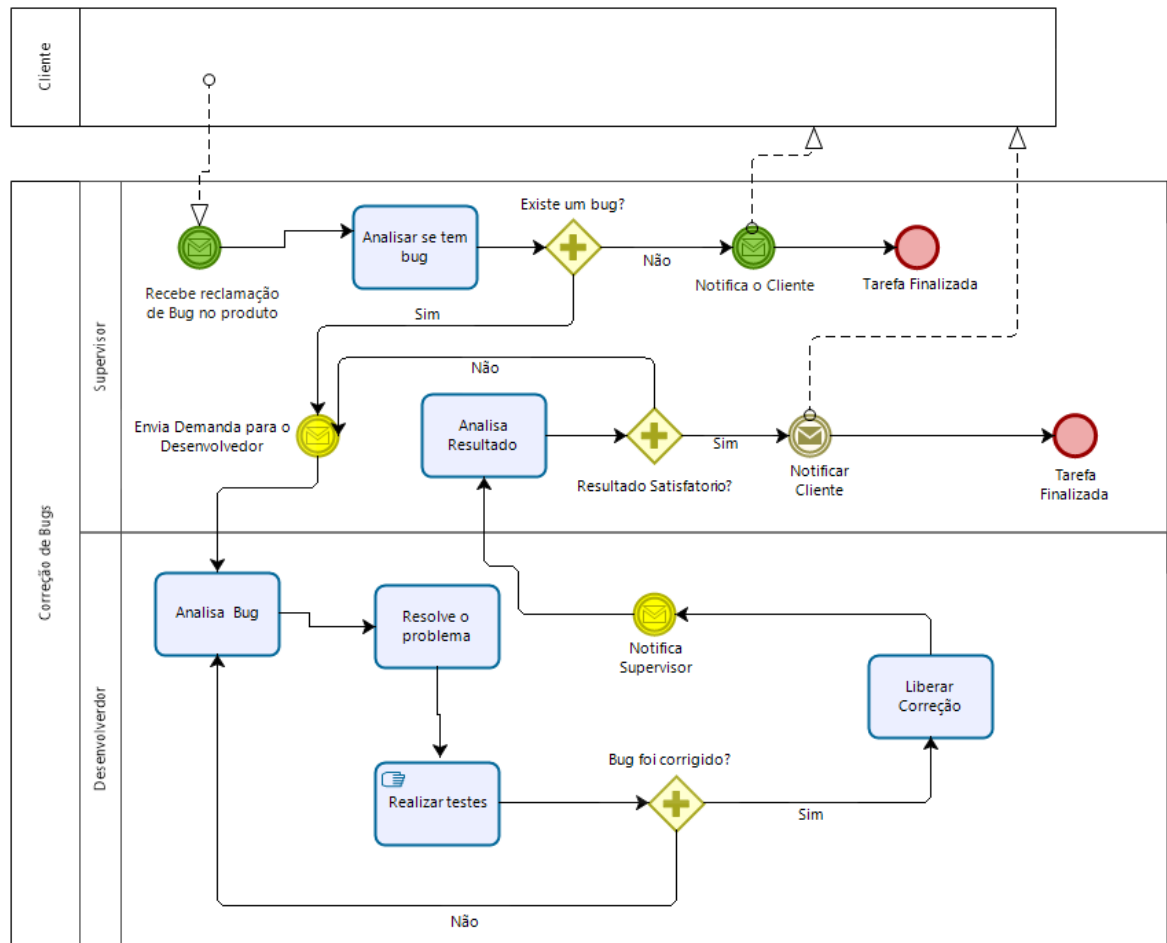 Cliente
Correção de Bugs
Supervisor
Existe um bug?
Analisar se tem
bug
Não
Recebe reclamação
de Bug no produto
Notifica o Cliente
Tarefa Finalizada
Sim
Não
Envia Demanda para o
Desenvolvedor
Analisa
Resultado
Sim
Resultado Satisfatorio?
Notificar
Cliente
Tarefa
Finalizada
Desenvolverdor
Analisa Bug
Resolve o
problema
Notifica
Supervisor
Liberar
Correção
Bug foi corrigido?
Realizar testes
Sim
Não